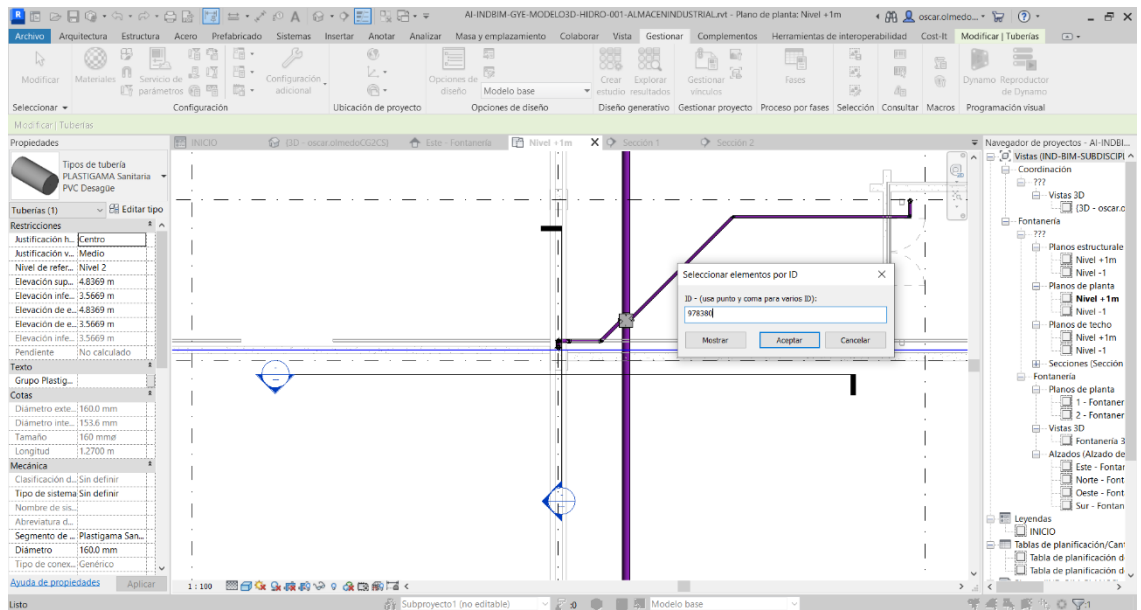 AI-INDBIM-GYE-MODELO3D-HIDRO-001-ALMACENINDUSTRIAL.rvt - Plano de planta: Nivel +1m
oscar.olmedo...
Archivo Arquitectura Estructura Acero Prefabricado Sistemas Insertar Anotar Analizar Masa y emplazamiento Colaborar Vista Gestionar Complementos Herramientas de interoperabilidad Cost-It Modificar | Tuberías
Modificar Materiales Servicio de parámetros Configuración adicional Opciones de diseño Modelo base Crear estudio Explorar resultados Gestionar vínculos Fases Dynamo Reproductor de Dynamo
Seleccionar Configuración Ubicación de proyecto Opciones de diseño Diseño generativo Gestionar proyecto Proceso por fases Selección Consultar Macros Programación visual
Modificar | Tuberías
Propiedades
INICIO {3D - oscar.olmedoCG2CS} Este - Fontanería Nivel +1m X Sección 1 Sección 2
Navegador de proyectos - AI-INDBI...
Tipos de tubería
PLASTIGAMA Sanitaria
PVC Desagüe
Tuberías (1) Editar tipo
Restricciones
Justificación h... Centro
Justificación v... Medio
Nivel de refer... Nivel 2
Elevación sup... 4.8369 m
Elevación infe... 3.5669 m
Elevación de e... 4.8369 m
Elevación de e... 3.5669 m
Elevación infe... 3.5669 m
Pendiente No calculado
Texto
Grupo Plastig...
Cotas
Diámetro exte... 160.0 mm
Diámetro inte... 153.6 mm
Tamaño 160 mmø
Longitud 1.2700 m
Mecánica
Clasificación d... Sin definir
Tipo de sistema Sin definir
Nombre de sis...
Abreviatura d...
Segmento de ... Plastigama San...
Diámetro 160.0 mm
Tipo de conex... Genérico
Ayuda de propiedades Aplicar
Seleccionar elementos por ID
ID - (usa punto y coma para varios ID):
978380
Mostrar Aceptar Cancelar
Vistas (IND-BIM-SUBDISCIPL
Coordinación
???
Vistas 3D
{3D - oscar.o
Fontanería
???
Planos estructurale
Nivel +1m
Nivel -1
Planos de planta
Nivel +1m
Nivel -1
Planos de techo
Nivel +1m
Nivel -1
Secciones (Sección
Fontanería
Planos de planta
1 - Fontaner
2 - Fontaner
Vistas 3D
Fontanería 3
Alzados (Alzado de
Este - Fontar
Norte - Font
Oeste - Font
Sur - Fontan
Leyendas
INICIO
Tablas de planificación/Cant
Tabla de planificación d
Tabla de planificación d
1 : 100
Listo Subproyecto1 (no editable) :0 Modelo base :1